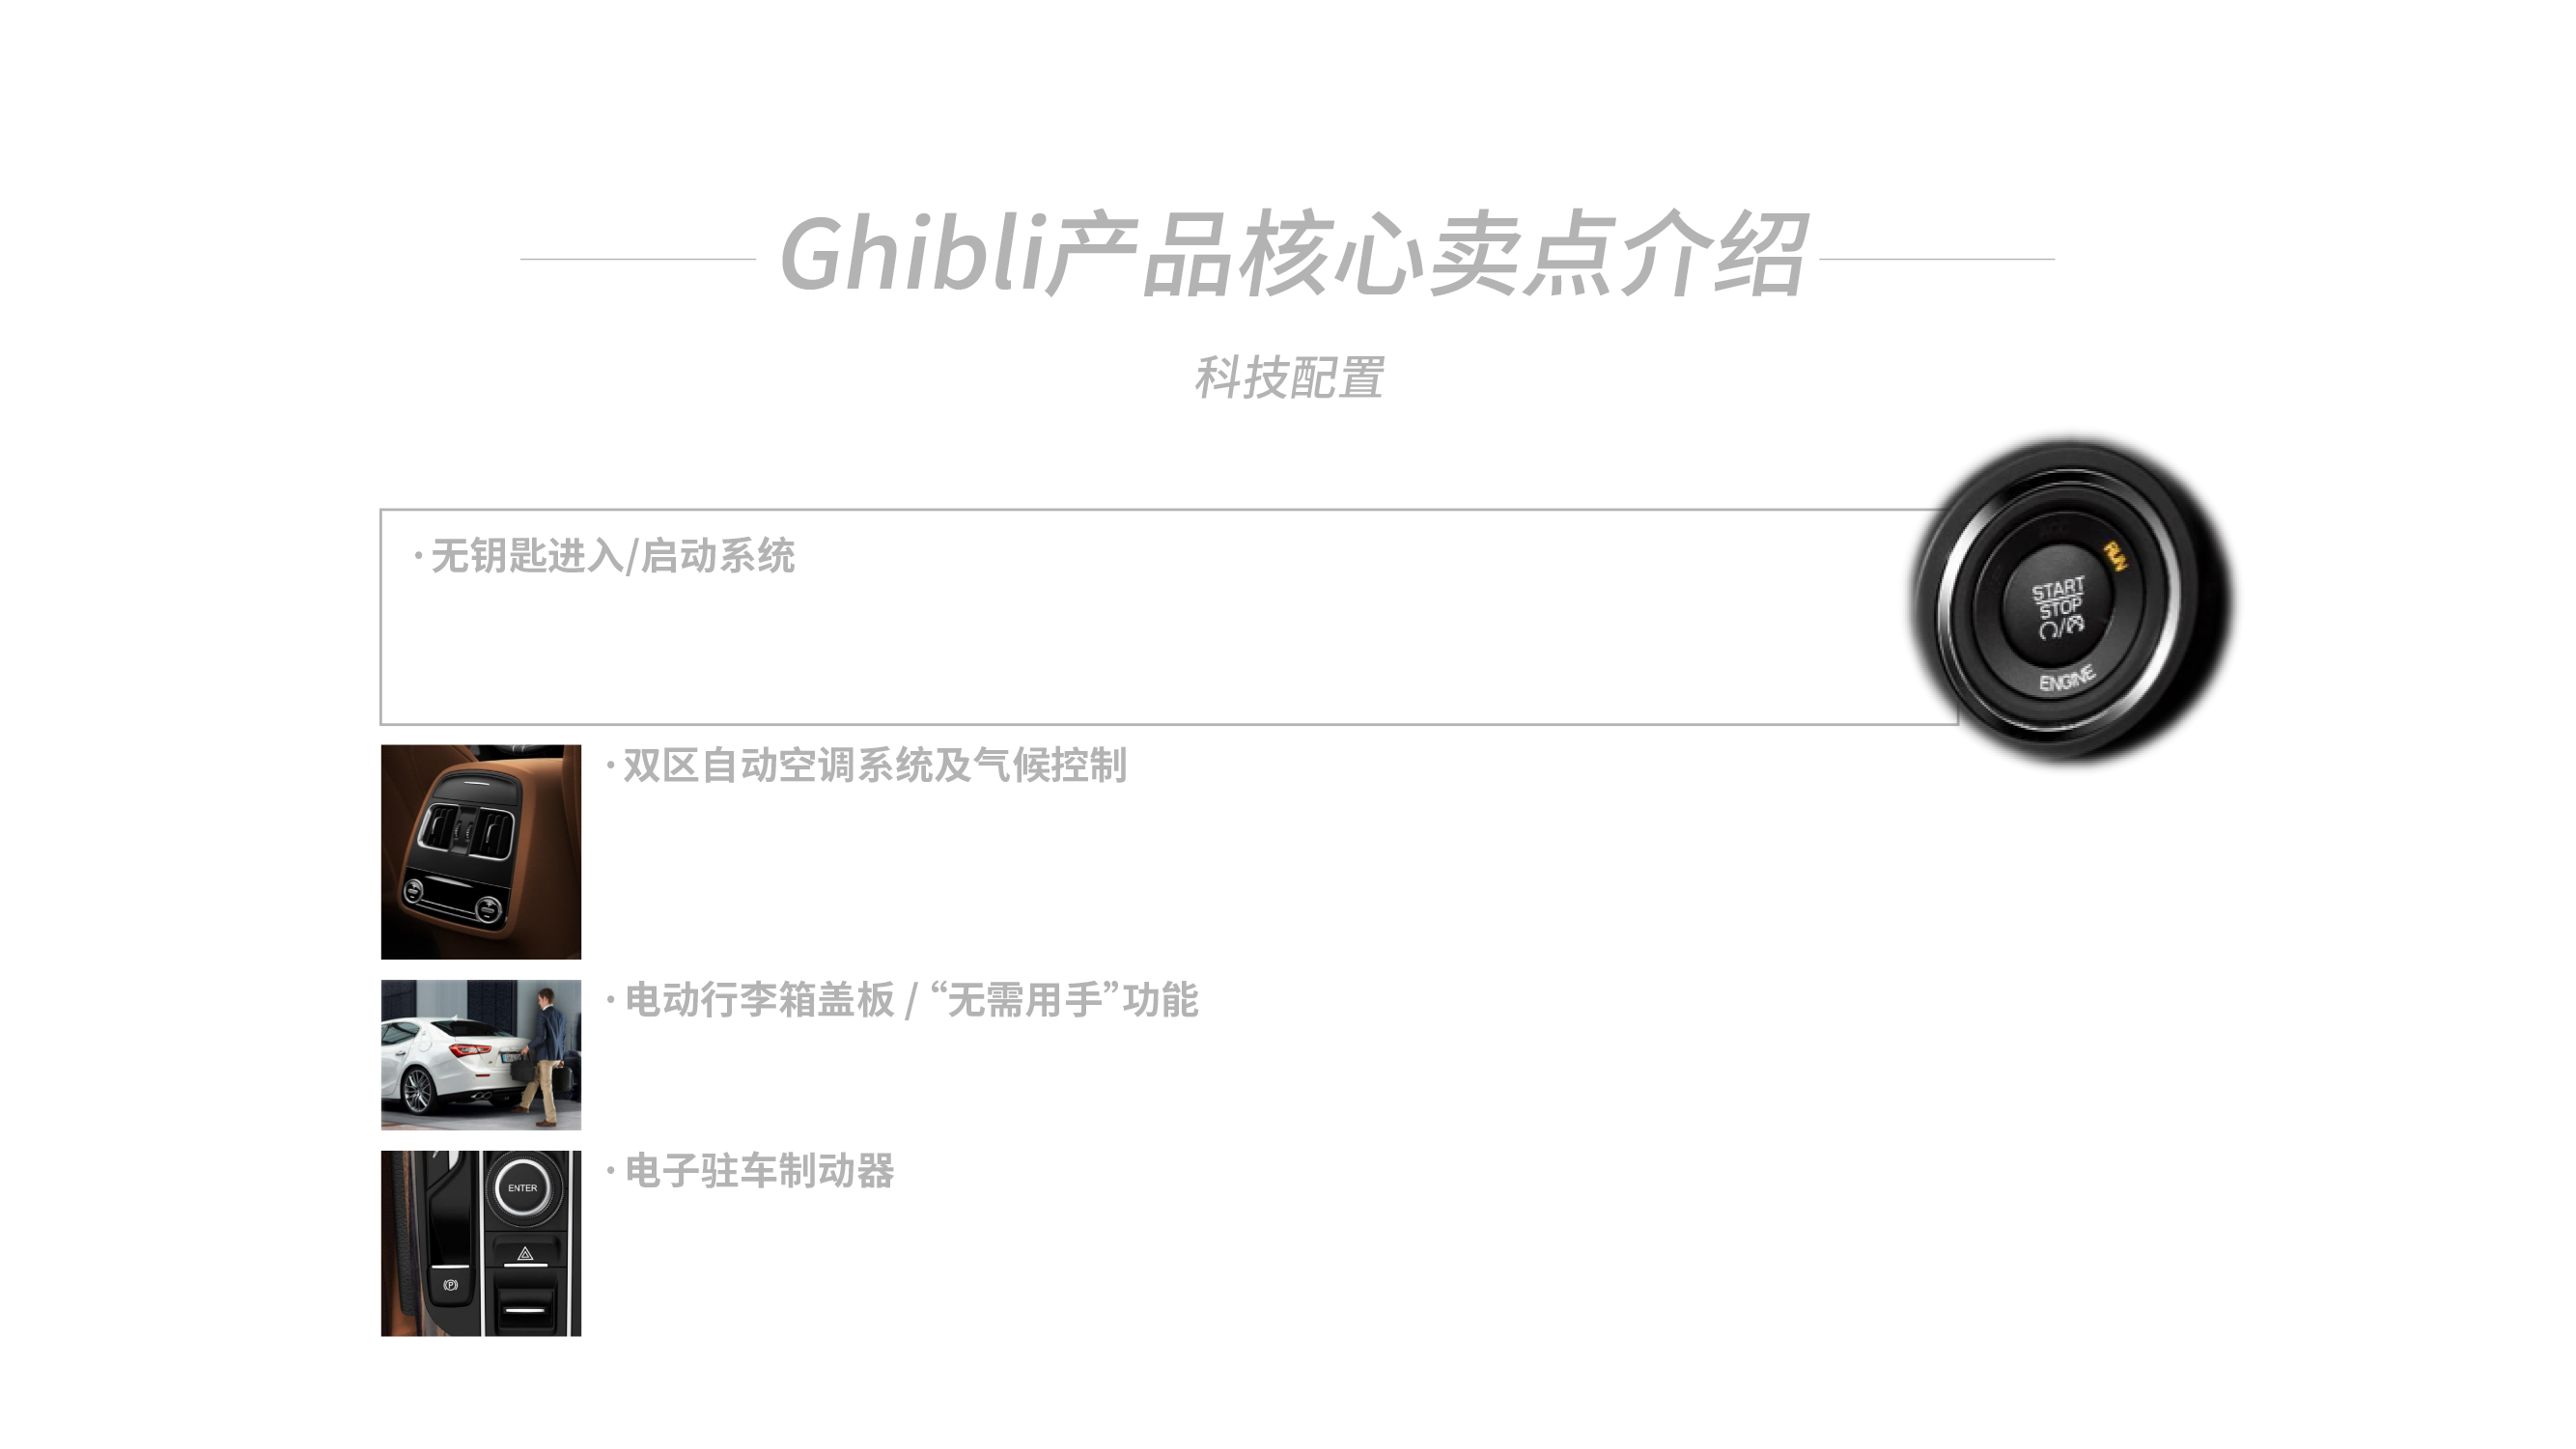 Ghibli产品核心卖点介绍
科技配置
·无钥匙进入/启动系统
RUN
START
STOP
ENGINE
·双区自动空调系统及气候控制
·电动行李箱盖板 / “无需用手”功能
·电子驻车制动器
ENTER
P